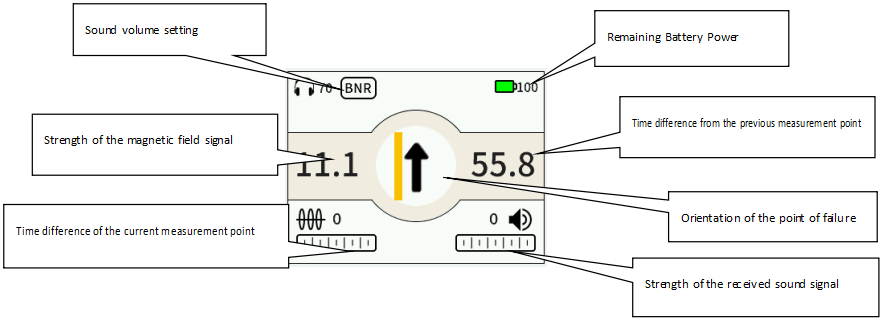 Sound volume setting
Remaining Battery Power
70 BNR
100
Time difference from the previous measurement point
Strength of the magnetic field signal
11.1
55.8
Orientation of the point of failure
0
0
Time difference of the current measurement point
Strength of the received sound signal